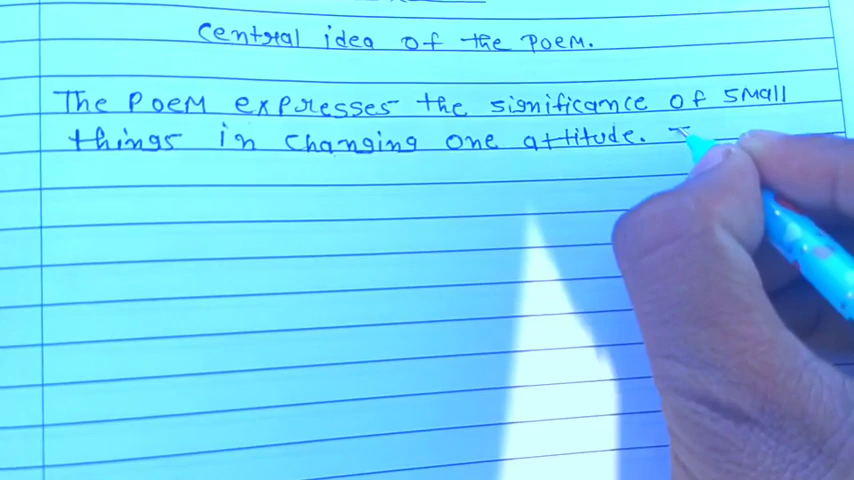 Central idea of the Poem.
The Poem expresses the significance of small
things in changing one attitude. T